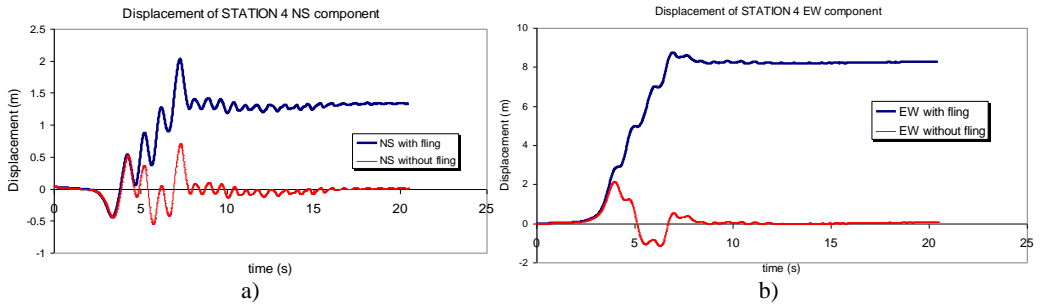 Displacement of STATION 4 NS component
2.5
2
1.5
1
0.5
0
-0.5
-1
Displacement (m)
0
5
10
15
20
25
time (s)
NS with fling
NS without fling
a)
Displacement of STATION 4 EW component
10
8
6
4
2
0
-2
Displacement (m)
0
5
10
15
20
25
time (s)
EW with fling
EW without fling
b)